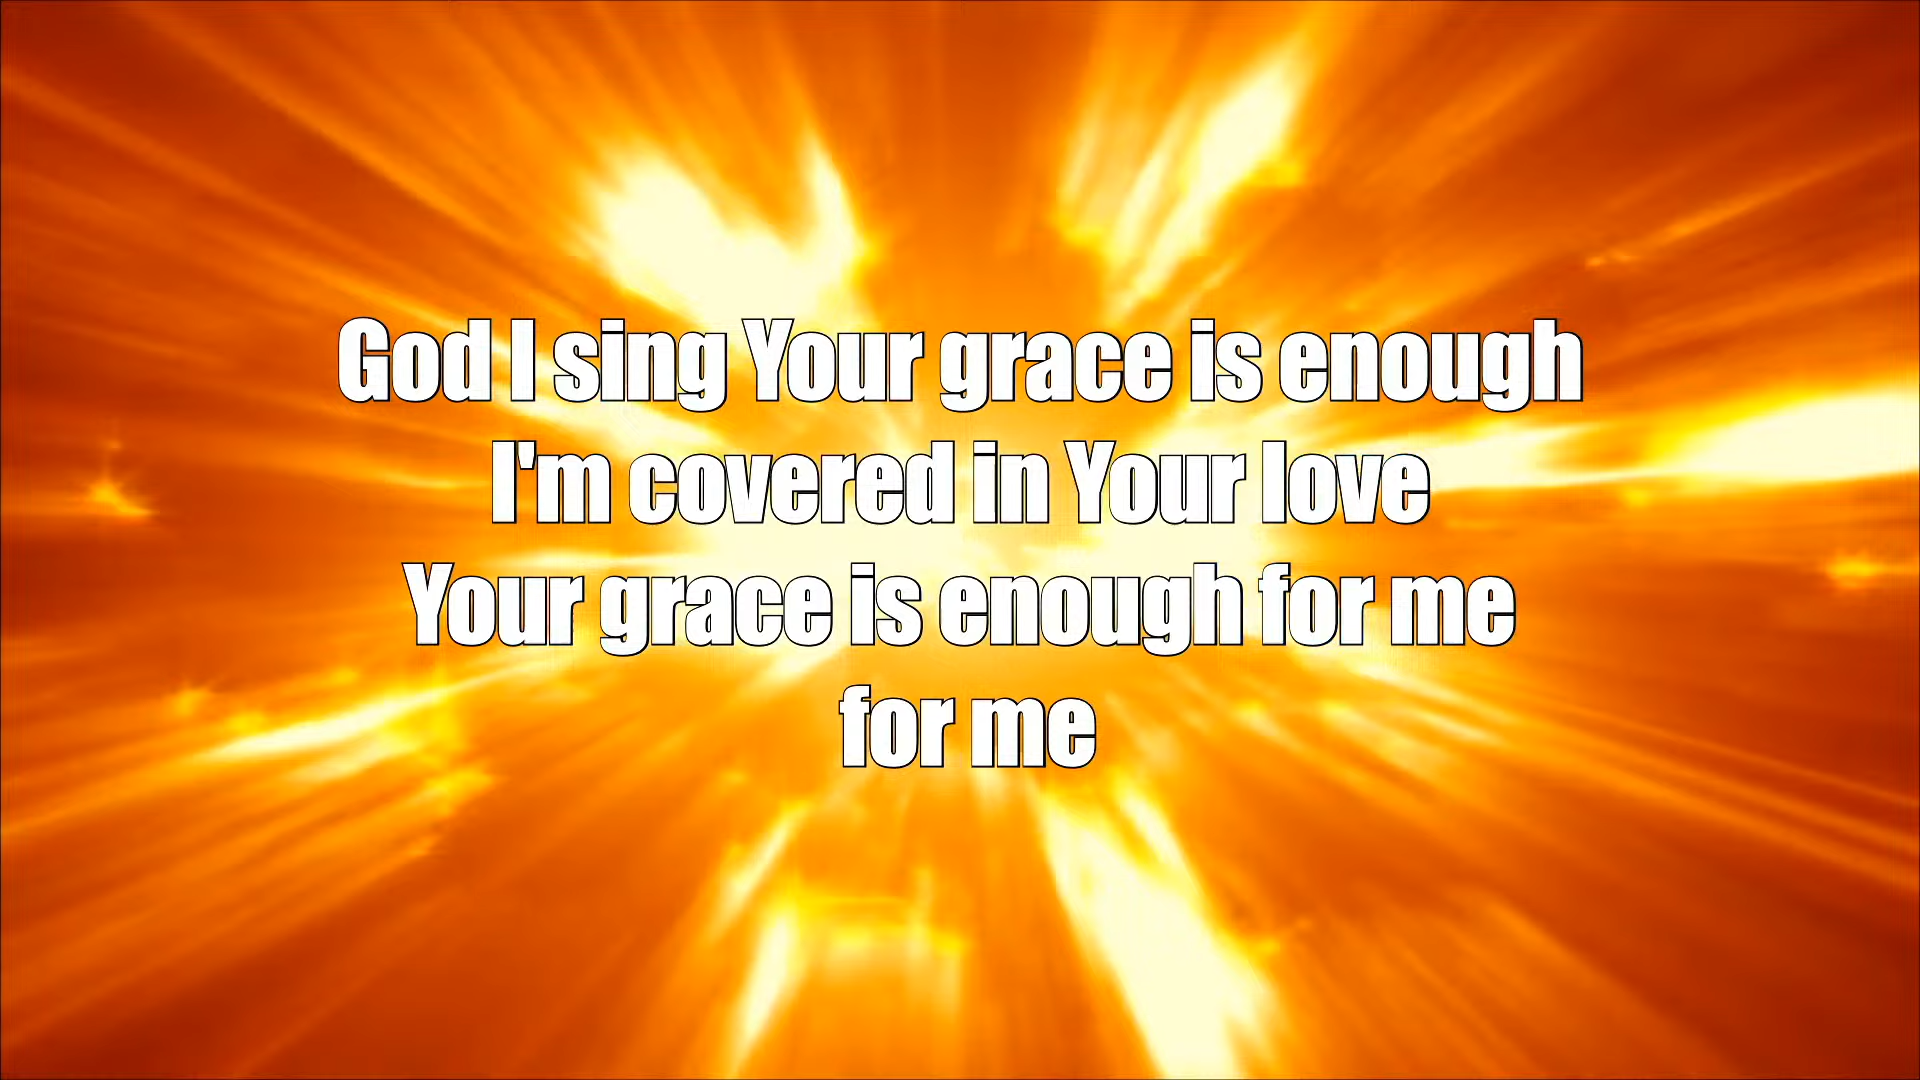 God I sing Your grace is enough
I'm covered in Your love
Your grace is enough for me
for me